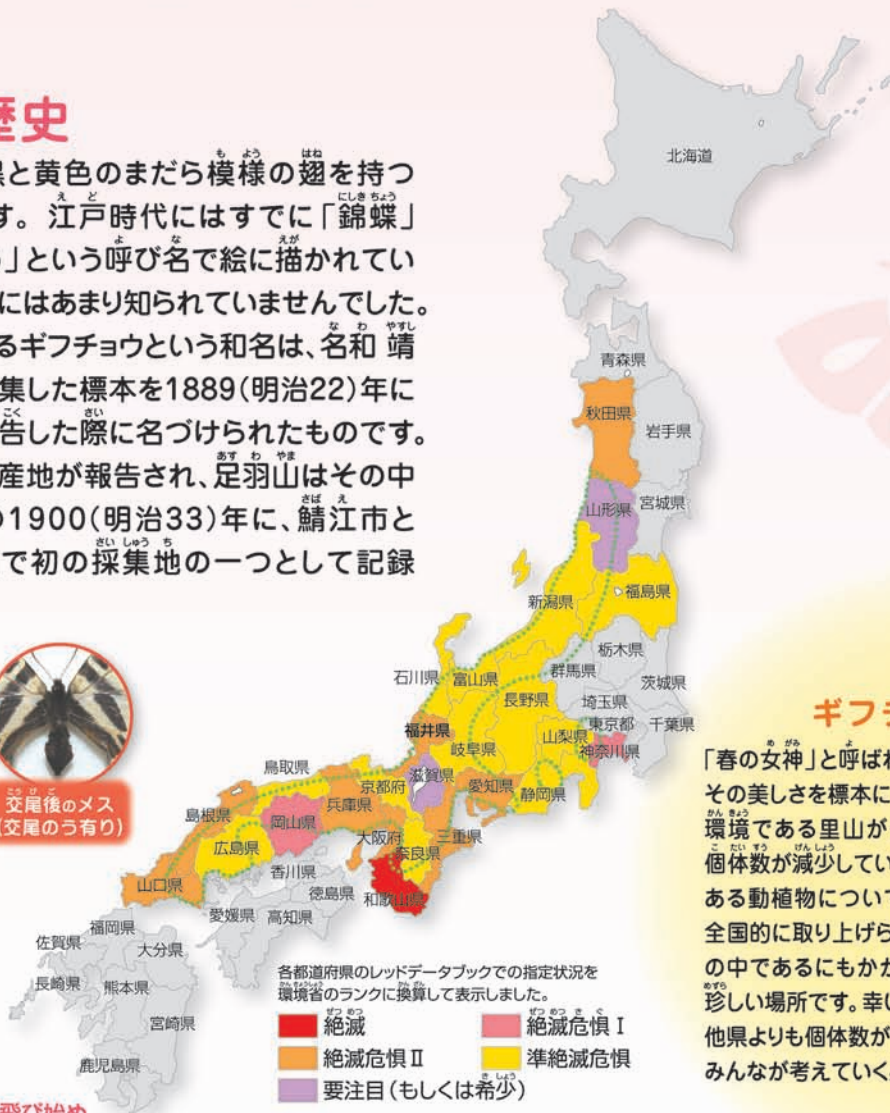 歴史
黒と黄色のまだら模様の翅を持つ
す。江戸時代にはすでに「錦蝶」
」という呼び名で絵に描かれてい
にはあまり知られていませんでした。
るギフチョウという和名は、名和 靖
集した標本を1889(明治22)年に
告した際に名づけられたものです。
産地が報告され、足羽山はその中
の1900(明治33)年に、鯖江市と
で初の採集地の一つとして記録
北海道
青森県
秋田県
岩手県
山形県
宮城県
新潟県
福島県
栃木県
群馬県
茨城県
石川県
富山県
長野県
埼玉県
東京都
千葉県
福井県
岐阜県
山梨県
神奈川県
鳥取県
京都府
滋賀県
愛知県
静岡県
島根県
岡山県
兵庫県
広島県
大阪府
奈良県
三重県
山口県
香川県
徳島県
和歌山県
愛媛県
高知県
福岡県
佐賀県
大分県
長崎県
熊本県
宮崎県
鹿児島県
交尾後のメス
(交尾のう有り)
各都道府県のレッドデータブックでの指定状況を
環境省のランクに換算して表示しました。
絶滅
絶滅危惧Ⅰ
絶滅危惧Ⅱ
準絶滅危惧
要注目(もしくは希少)
ギフチ
「春の女神」と呼ばれ
その美しさを標本に
環境である里山が
個体数が減少してい
ある動植物について
全国的に取り上げら
の中であるにもかか
珍しい場所です。幸い
他県よりも個体数が
みんなが考えていく
飛び始め